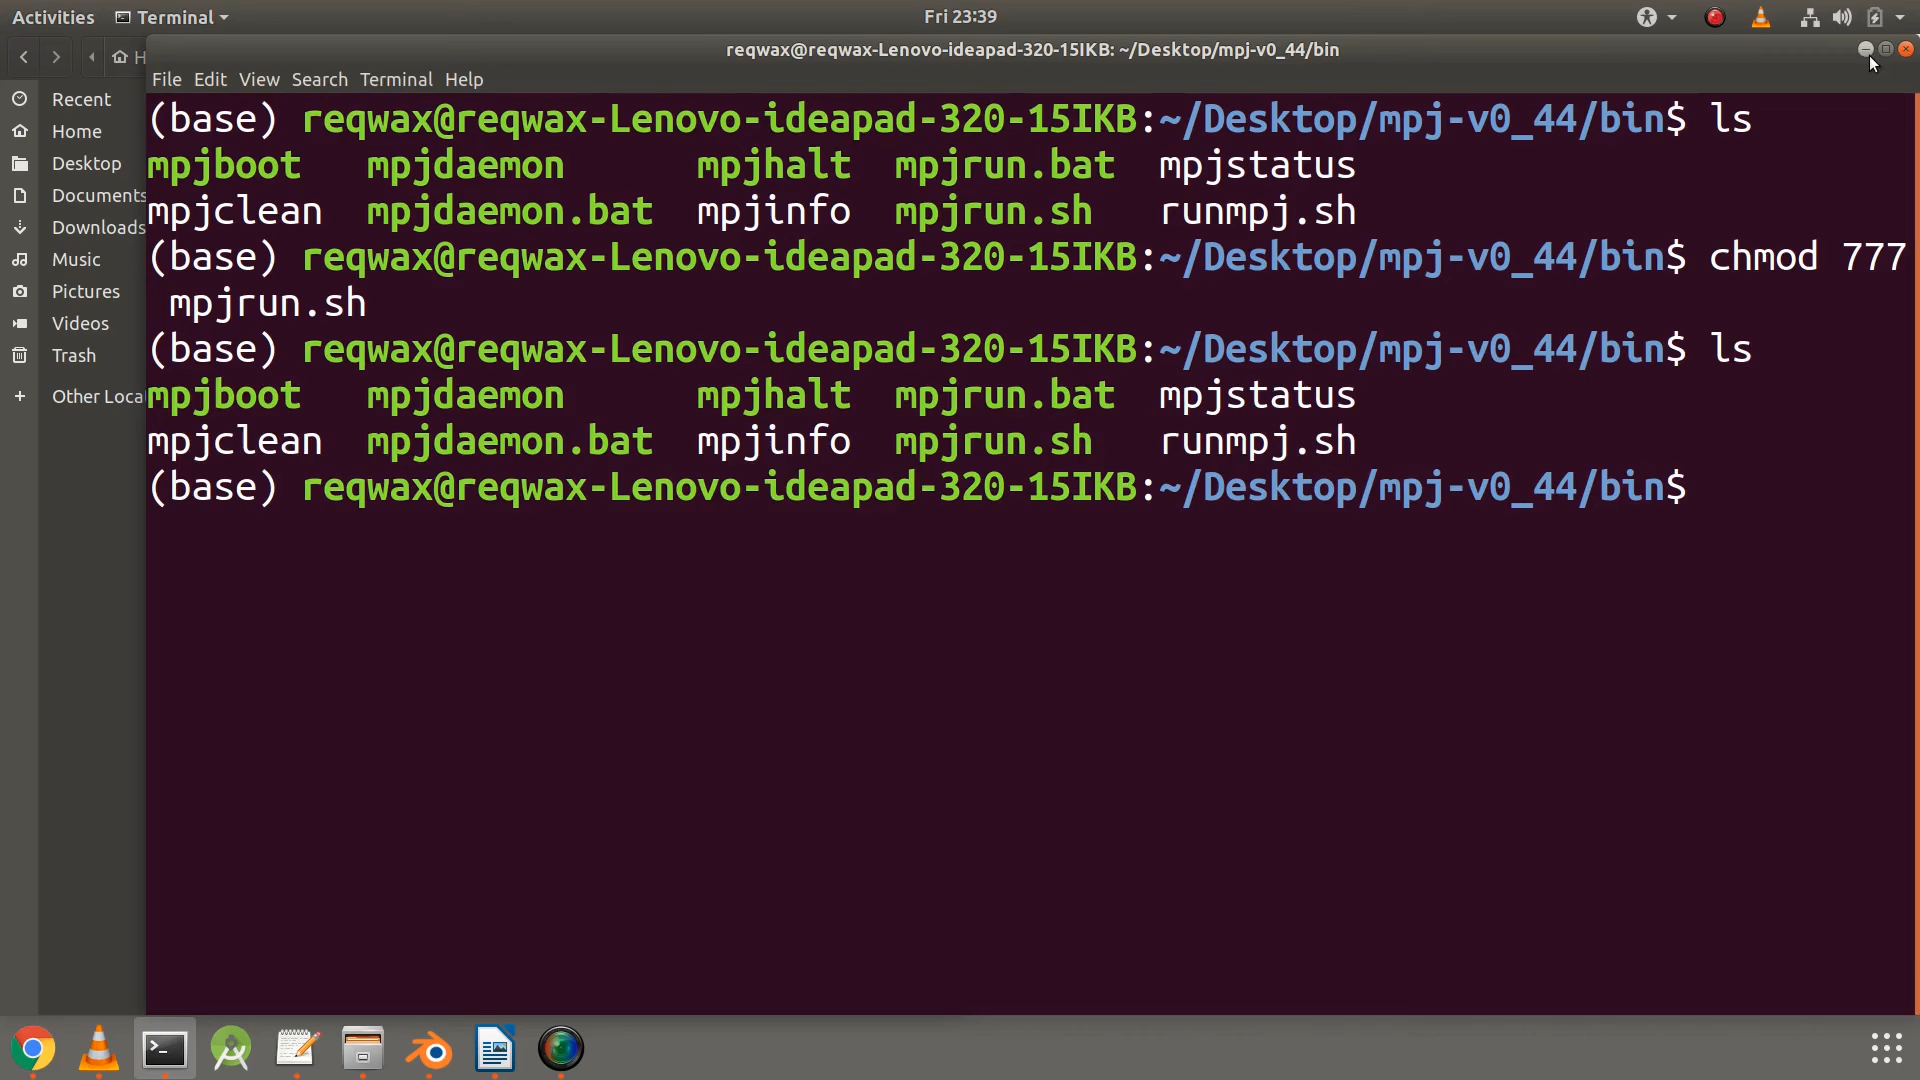 Activities Terminal Fri 23:39
reqwax@reqwax-Lenovo-ideapad-320-15IKB: ~/Desktop/mpj-v0_44/bin
File Edit View Search Terminal Help
H
Recent
Home
Desktop
Documents
Downloads
Music
Pictures
Videos
Trash
+ Other Loca
(base) reqwax@reqwax-Lenovo-ideapad-320-15IKB:~/Desktop/mpj-v0_44/bin$ ls
mpjboot mpjdaemon mpjhalt mpjrun.bat mpjstatus
mpjclean mpjdaemon.bat mpjinfo mpjrun.sh runmpj.sh
(base) reqwax@reqwax-Lenovo-ideapad-320-15IKB:~/Desktop/mpj-v0_44/bin$ chmod 777
mpjrun.sh
(base) reqwax@reqwax-Lenovo-ideapad-320-15IKB:~/Desktop/mpj-v0_44/bin$ ls
mpjboot mpjdaemon mpjhalt mpjrun.bat mpjstatus
mpjclean mpjdaemon.bat mpjinfo mpjrun.sh runmpj.sh
(base) reqwax@reqwax-Lenovo-ideapad-320-15IKB:~/Desktop/mpj-v0_44/bin$